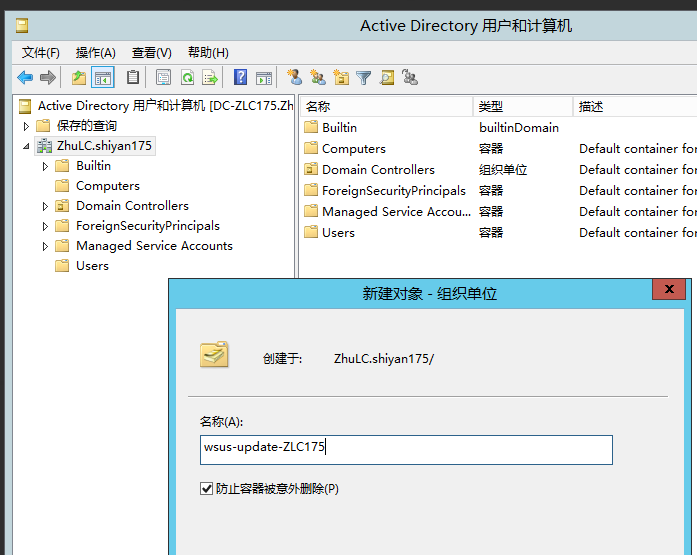 Active Directory 用户和计算机
文件(F) 操作(A) 查看(V) 帮助(H)
Active Directory 用户和计算机 [DC-ZLC175.Zh
保存的查询
ZhuLC.shiyan175
Builtin
Computers
Domain Controllers
ForeignSecurityPrincipals
Managed Service Accounts
Users
名称 类型 描述
Builtin builtinDomain
Computers 容器 Default container for
Domain Controllers 组织单位 Default container for
ForeignSecurityPrincipals 容器 Default container for
Managed Service Accou... 容器 Default container for
Users 容器 Default container for
新建对象 - 组织单位
x
创建于: ZhuLC.shiyan175/
名称(A):
wsus-update-ZLC175
防止容器被意外删除(P)